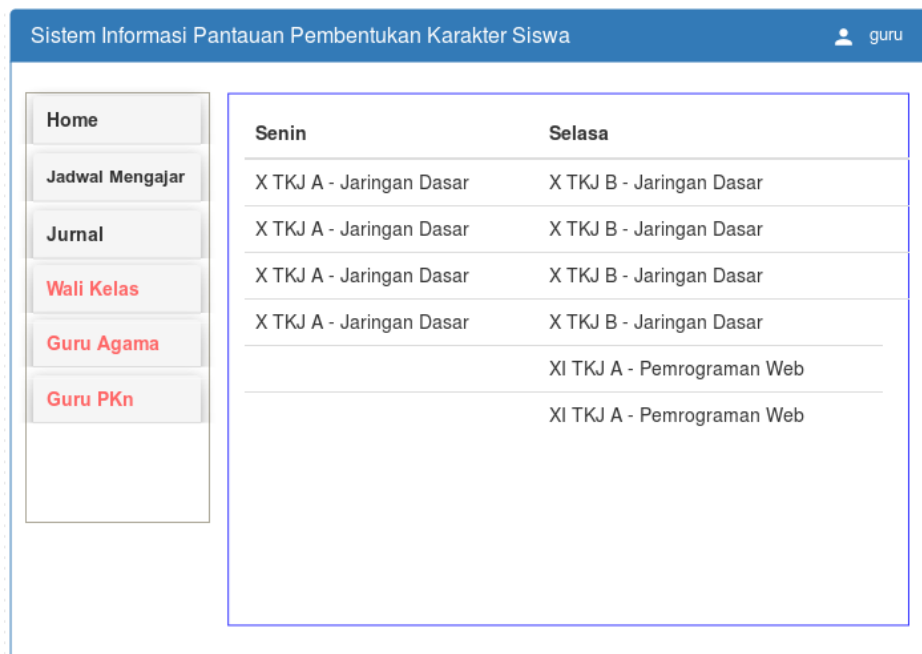 Sistem Informasi Pantauan Pembentukan Karakter Siswa guru
Home
Jadwal Mengajar
Jurnal
Wali Kelas
Guru Agama
Guru PKn
Senin Selasa
X TKJ A - Jaringan Dasar X TKJ B - Jaringan Dasar
X TKJ A - Jaringan Dasar X TKJ B - Jaringan Dasar
X TKJ A - Jaringan Dasar X TKJ B - Jaringan Dasar
X TKJ A - Jaringan Dasar X TKJ B - Jaringan Dasar
XI TKJ A - Pemrograman Web
XI TKJ A - Pemrograman Web